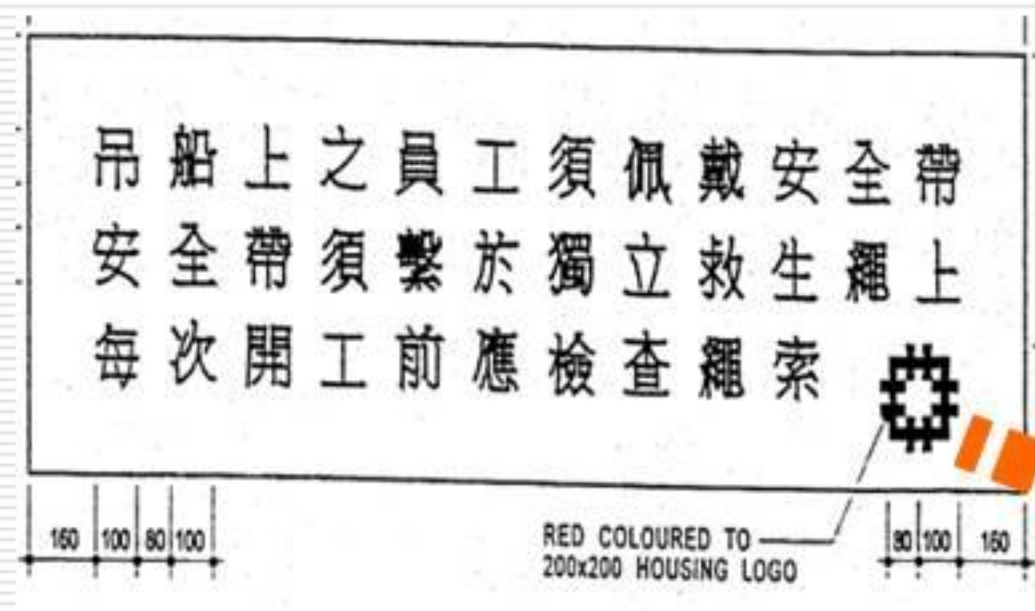 吊船上之員工須佩戴安全帶
安全帶須繫於獨立救生繩上
每次開工前應檢查繩索
160 100 80 100
RED COLOURED TO
200x200 HOUSING LOGO
80 100 160